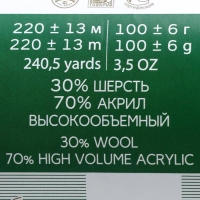 220 ± 13 м 100 ± 6 г
220 ± 13 m 100 ± 6 g
240,5 yards 3,5 OZ
30% ШЕРСТЬ
70% АКРИЛ
ВЫСОКООБЪЕМНЫЙ
30% WOOL
70% HIGH VOLUME ACRYLIC